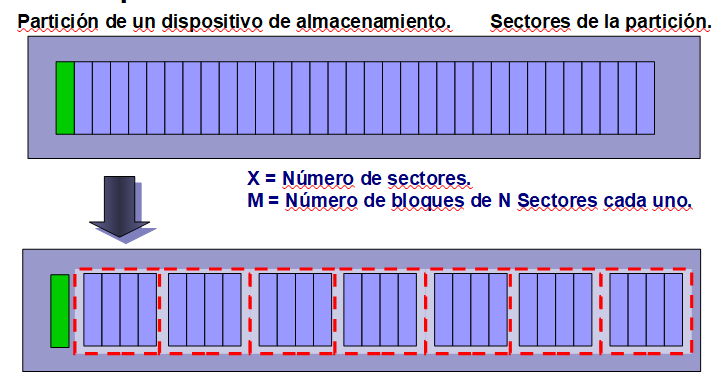 Partición de un dispositivo de almacenamiento. Sectores de la partición.
X = Número de sectores.
M = Número de bloques de N Sectores cada uno.